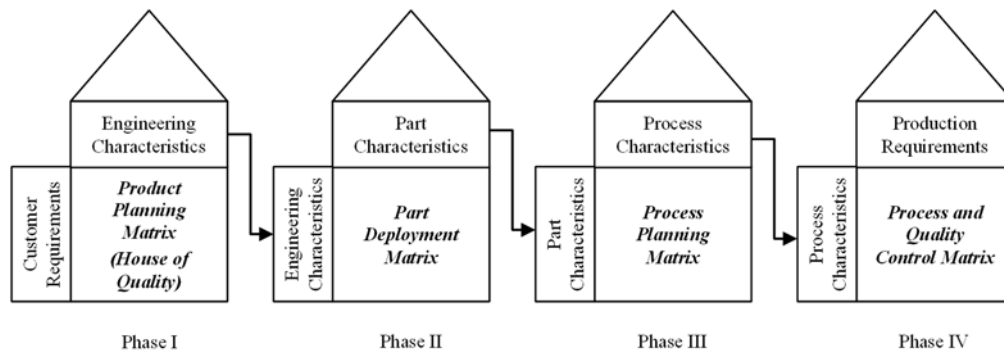 Engineering
Characteristics
Customer
Requirements
Product
Planning
Matrix
(House of
Quality)
Phase I
Part
Characteristics
Engineering
Characteristics
Part
Deployment
Matrix
Phase II
Process
Characteristics
Part
Characteristics
Process
Planning
Matrix
Phase III
Production
Requirements
Process
Characteristics
Process and
Quality
Control Matrix
Phase IV